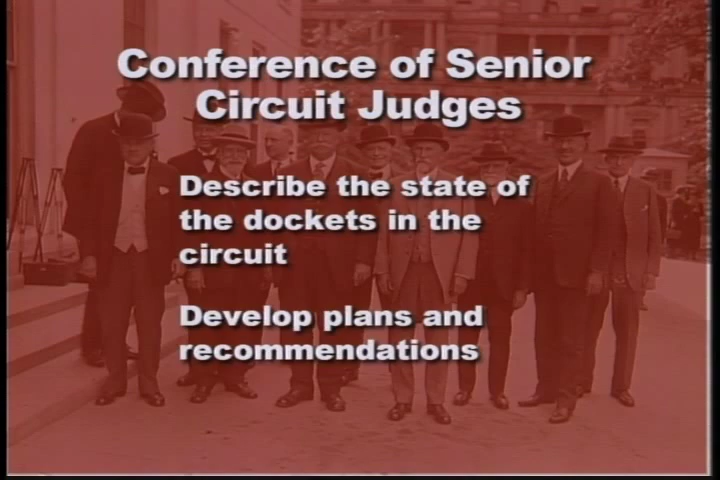 Conference of Senior
Circuit Judges
Describe the state of
the dockets in the
circuit
Develop plans and
recommendations